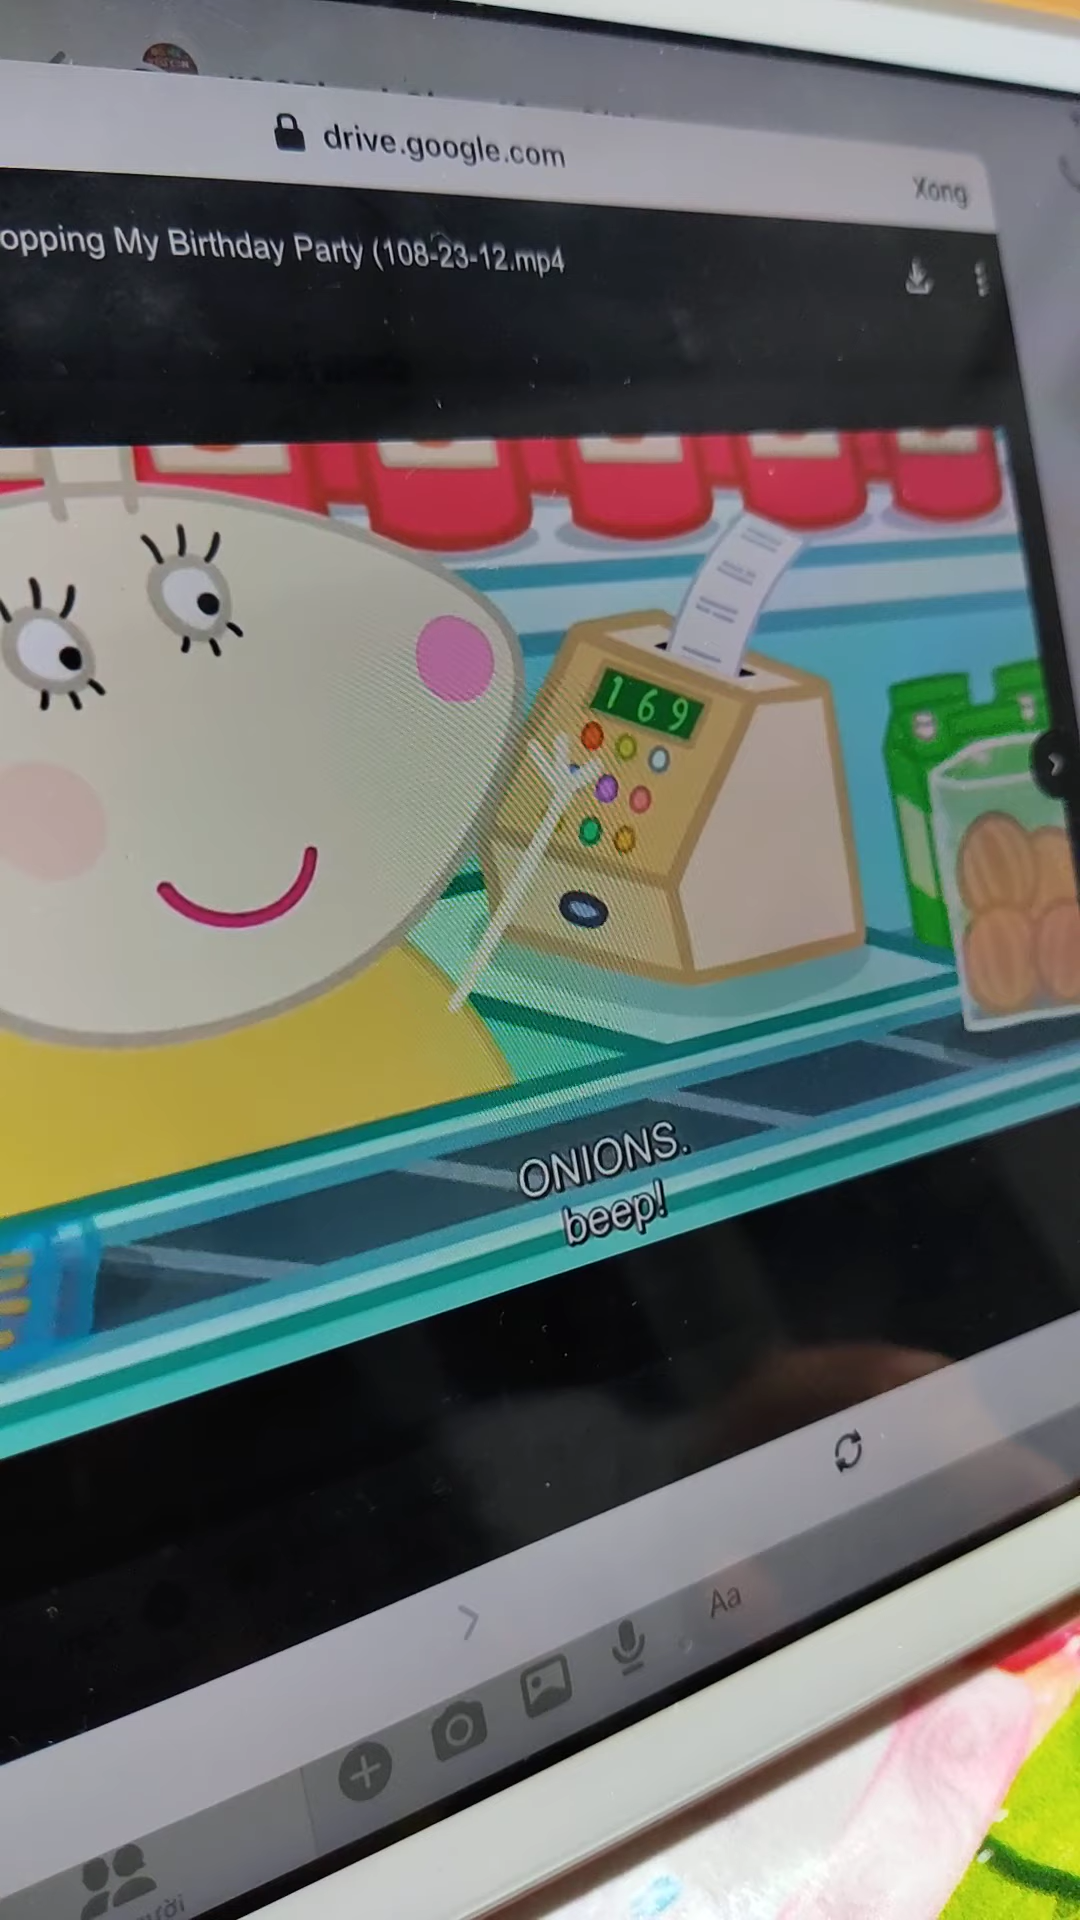 drive.google.com
Xong
opping My Birthday Party (108-23-12.mp4
169
ONIONS.
beep!
Aa